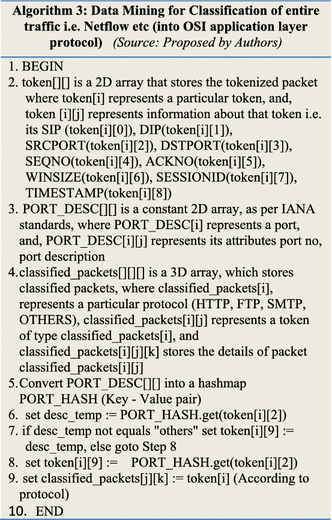 Algorithm 3: Data Mining for Classification of entire
traffic i.e. Netflow etc (into OSI application layer
protocol) (Source: Proposed by Authors)
1. BEGIN
2. token[][] is a 2D array that stores the tokenized packet
where token[i] represents a particular token, and,
token [i][j] represents information about that token i.e.
its SIP (token[i][0]), DIP(token[i][1]),
SRCPORT(token[i][2]), DSTPORT(token[i][3]),
SEQNO(token[i][4]), ACKNO(token[i][5]),
WINSIZE(token[i][6]), SESSIONID(token[i][7]),
TIMESTAMP(token[i][8])
3. PORT_DESC[][] is a constant 2D array, as per IANA
standards, where PORT_DESC[i] represents a port,
and, PORT_DESC[i][j] represents its attributes port no,
port description
4.classified_packets[][][] is a 3D array, which stores
classified packets, where classified_packets[i],
represents a particular protocol (HTTP, FTP, SMTP,
OTHERS), classified_packets[i][j] represents a token
of type classified_packets[i], and
classified_packets[i][j][k] stores the details of packet
classified_packets[i][j]
5.Convert PORT_DESC[][] into a hashmap
PORT_HASH (Key - Value pair)
6. set desc_temp := PORT_HASH.get(token[i][2])
7. if desc_temp not equals "others" set token[i][9] :=
desc_temp, else goto Step 8
8. set token[i][9] := PORT_HASH.get(token[i][2])
9. set classified_packets[j][k] := token[i] (According to
protocol)
10. END